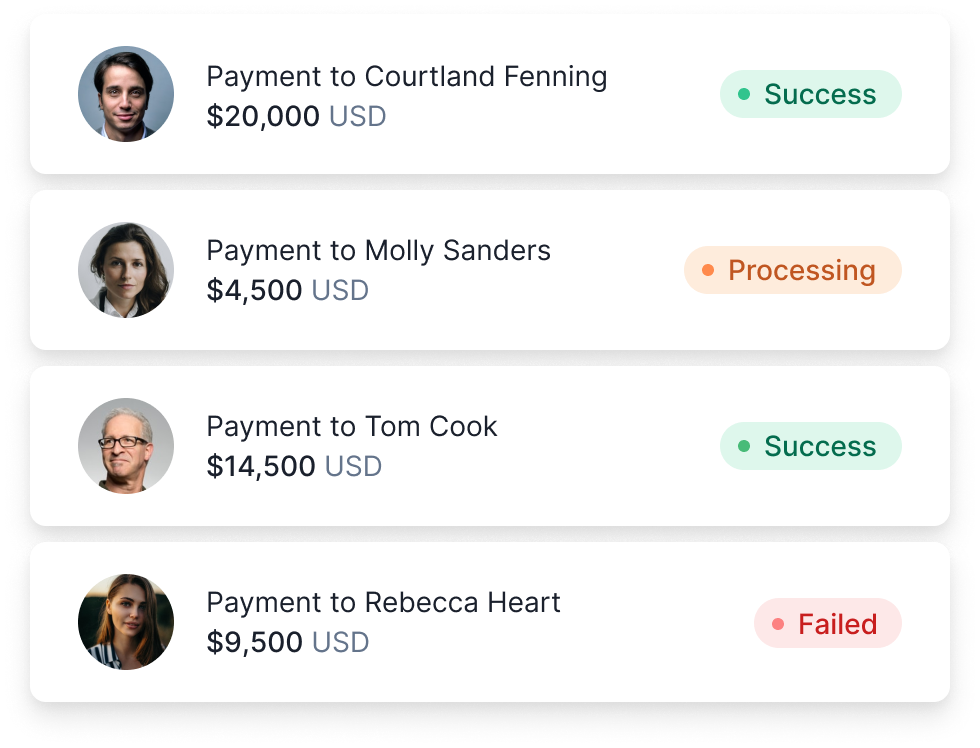 Payment to Courtland Fenning
Success
$20,000 USD
Payment to Molly Sanders
Processing
$4,500 USD
Payment to Tom Cook
Success
$14,500 USD
Payment to Rebecca Heart
Failed
$9,500 USD